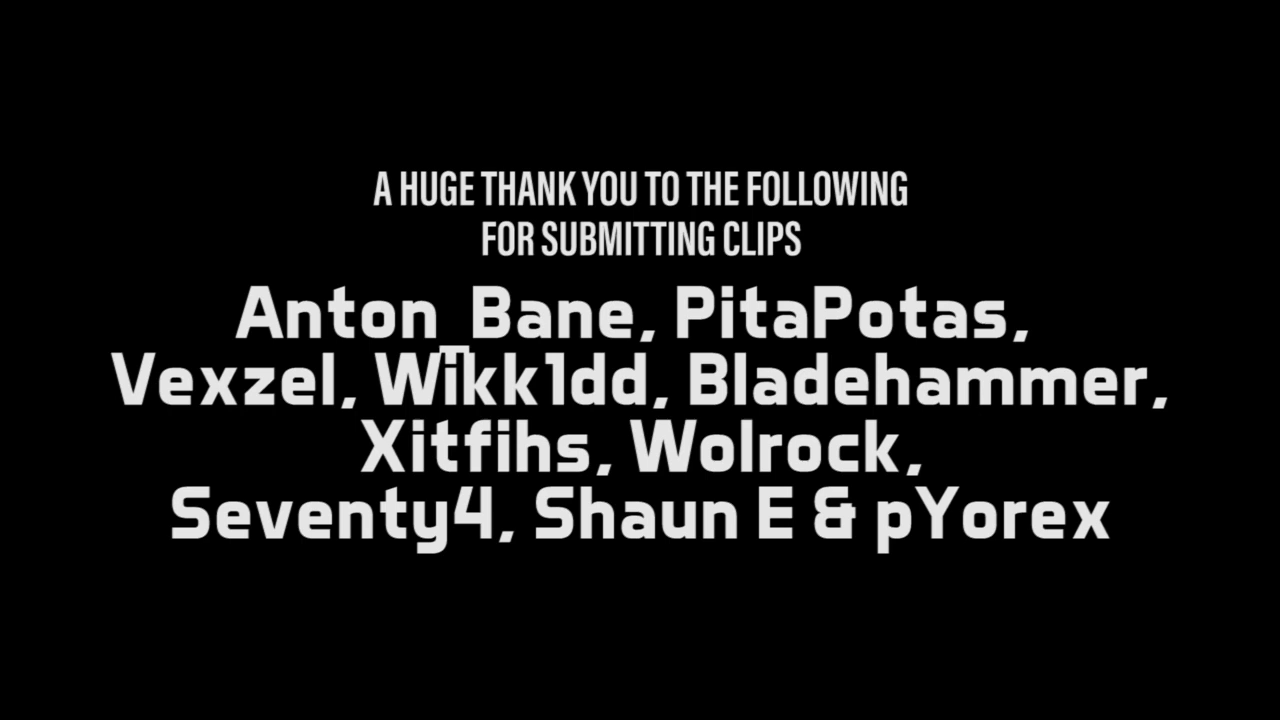 A HUGE THANK YOU TO THE FOLLOWING
FOR SUBMITTING CLIPS
Anton_Bane, PitaPotas,
Vexzel, Wikk1dd, Bladehammer,
Xitfihs, Wolrock,
Seventy4, Shaun E & pYorex